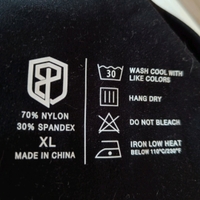 70% NYLON
30% SPANDEX
XL
MADE IN CHINA
30
WASH COOL WITH
LIKE COLORS
HANG DRY
DO NOT BLEACH
IRON LOW HEAT
BELOW 110°C/230°F